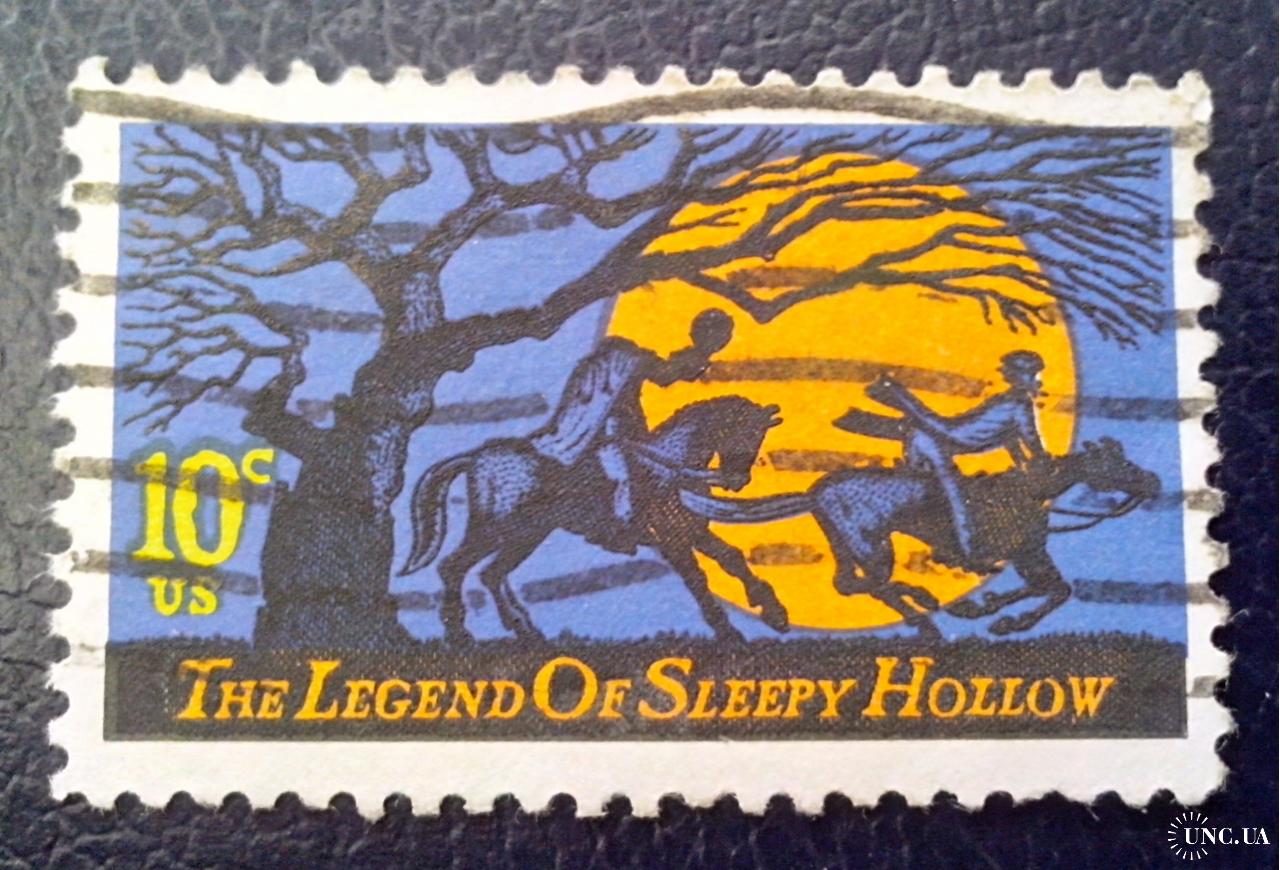 10c
US
THE LEGEND OF SLEEPY HOLLOW
UNC.UA